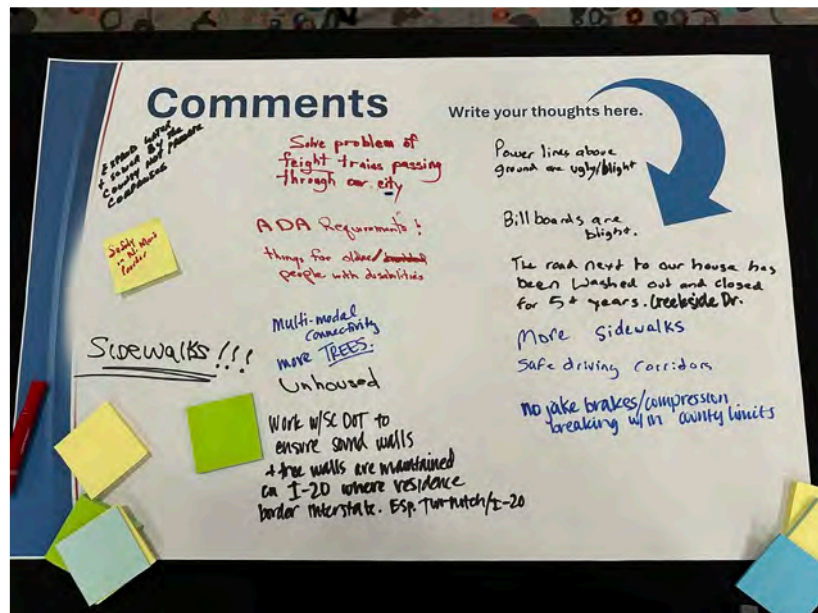 Comments
Write your thoughts here.
Expand water
+ sewer by the
County not private
companies
Safety
on N. Main
Corridor
Sidewalks!!!
Solve problem of
feight trains passing
through our city
ADA Requirements!
things for older/
people with disabilities
Multi-modal
connectivity
more TREES.
Unhoused
Work w/SC DOT to
ensure sound walls
+ tree walls are maintained
on I-20 where residence
border interstate. Esp. Two notch/I-20
Power lines above
ground are ugly/blight
Bill boards are
blight.
The road next to our house has
been washed out and closed
for 5+ years. Creekside Dr.
More Sidewalks
Safe driving corridors
no jake brakes/compression
breaking w/in county limits